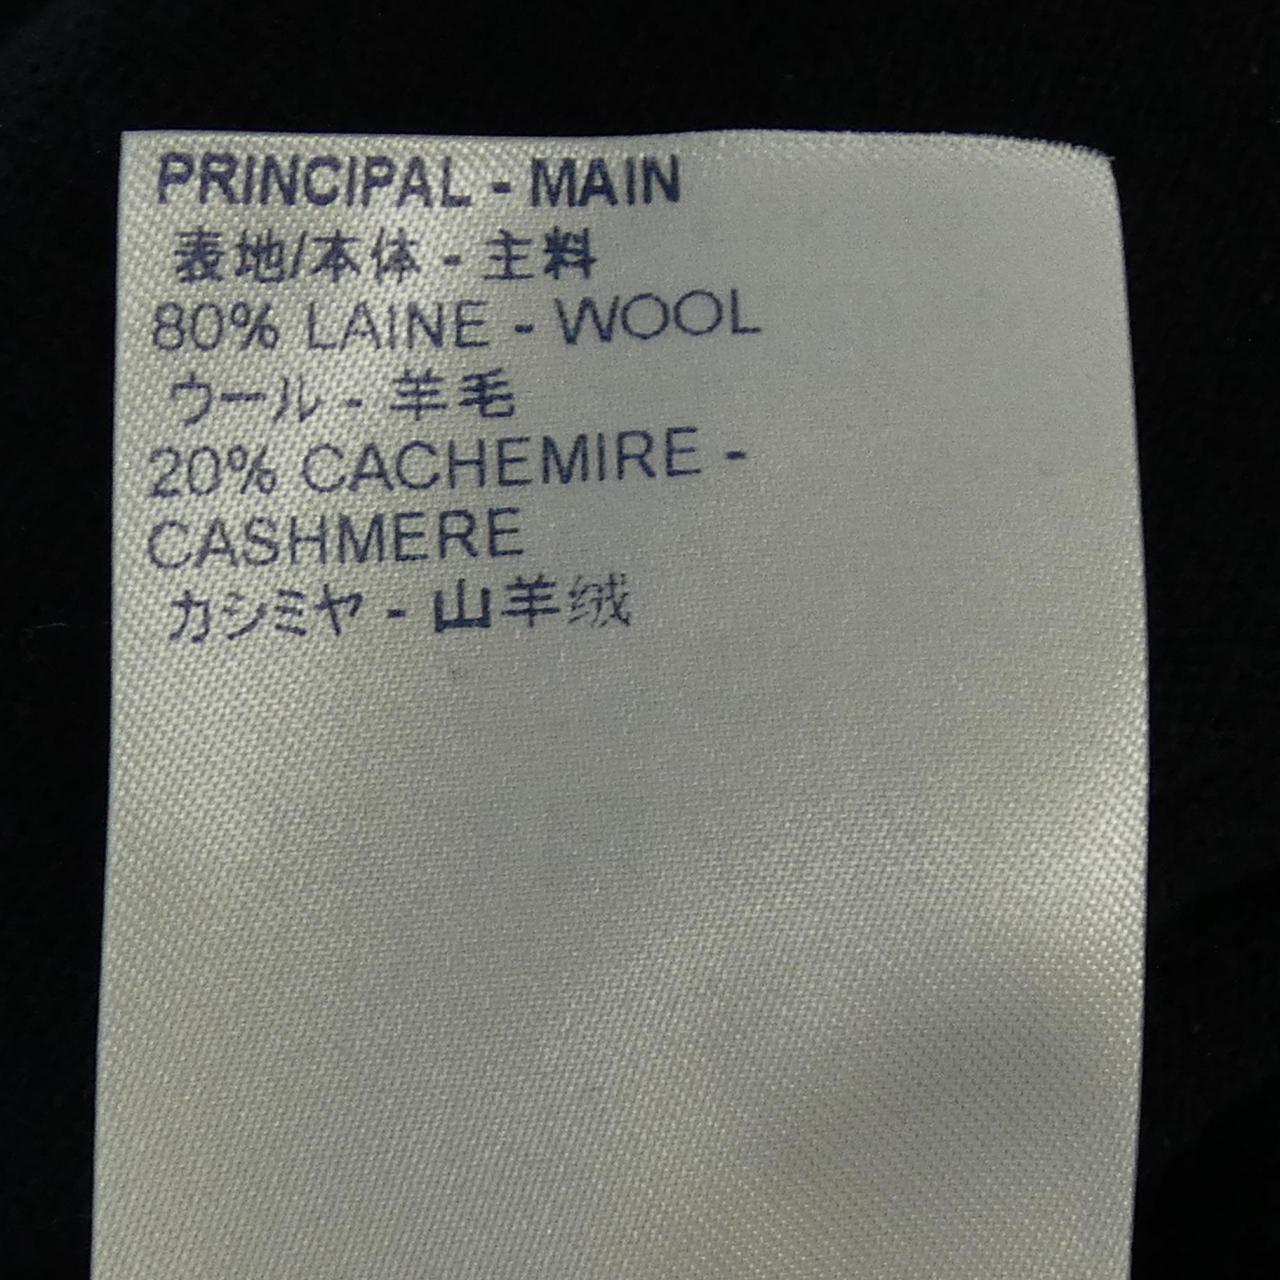 PRINCIPAL - MAIN
表地/本体 - 主料
80% LAINE - WOOL
ウール - 羊毛
20% CACHEMIRE -
CASHMERE
カシミヤ - 山羊绒